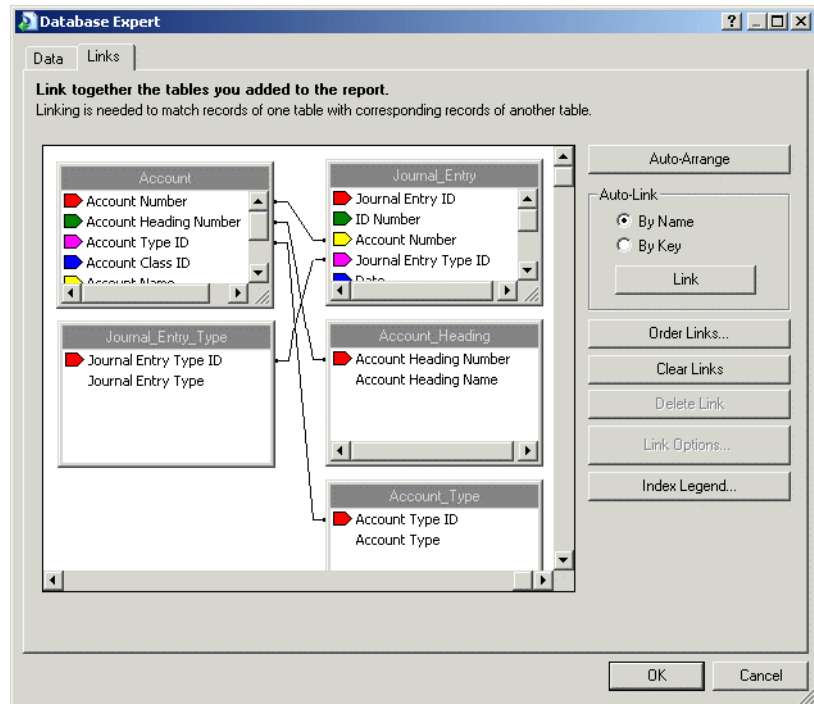 Database Expert
Data
Links
Link together the tables you added to the report.
Linking is needed to match records of one table with corresponding records of another table.
Account
Account Number
Account Heading Number
Account Type ID
Account Class ID
Account Name
Journal_Entry
Journal Entry ID
ID Number
Account Number
Journal Entry Type ID
Date
Journal_Entry_Type
Journal Entry Type ID
Journal Entry Type
Account_Heading
Account Heading Number
Account Heading Name
Account_Type
Account Type ID
Account Type
Auto-Arrange
Auto-Link
By Name
By Key
Link
Order Links...
Clear Links
Delete Link
Link Options...
Index Legend...
OK
Cancel